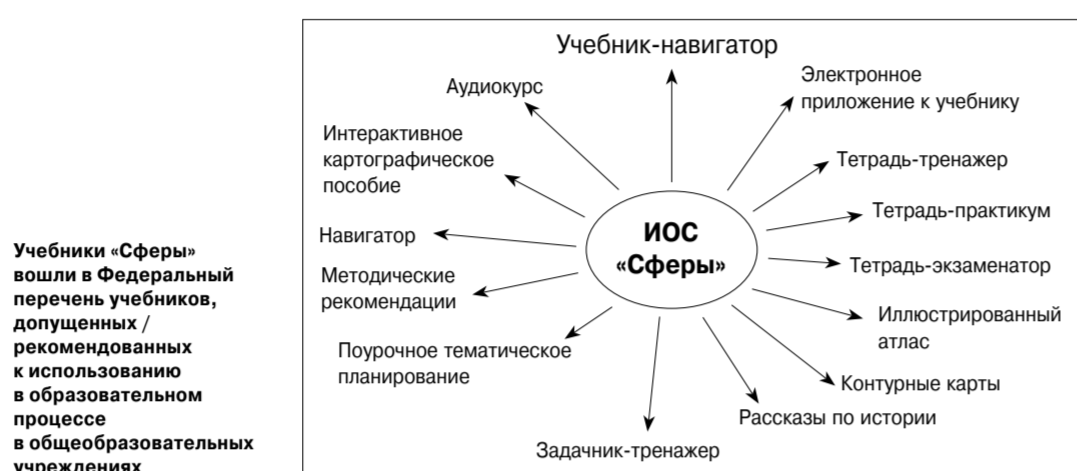 Учебники «Сферы»
вошли в Федеральный
перечень учебников,
допущенных /
рекомендованных
к использованию
в образовательном
процессе
в общеобразовательных
учреждениях
Учебник-навигатор
Аудиокурс
Электронное
приложение к учебнику
Интерактивное
картографическое
пособие
Тетрадь-тренажер
Тетрадь-практикум
Навигатор
ИОС
«Сферы»
Тетрадь-экзаменатор
Методические
рекомендации
Иллюстрированный
атлас
Поурочное тематическое
планирование
Контурные карты
Рассказы по истории
Задачник-тренажер